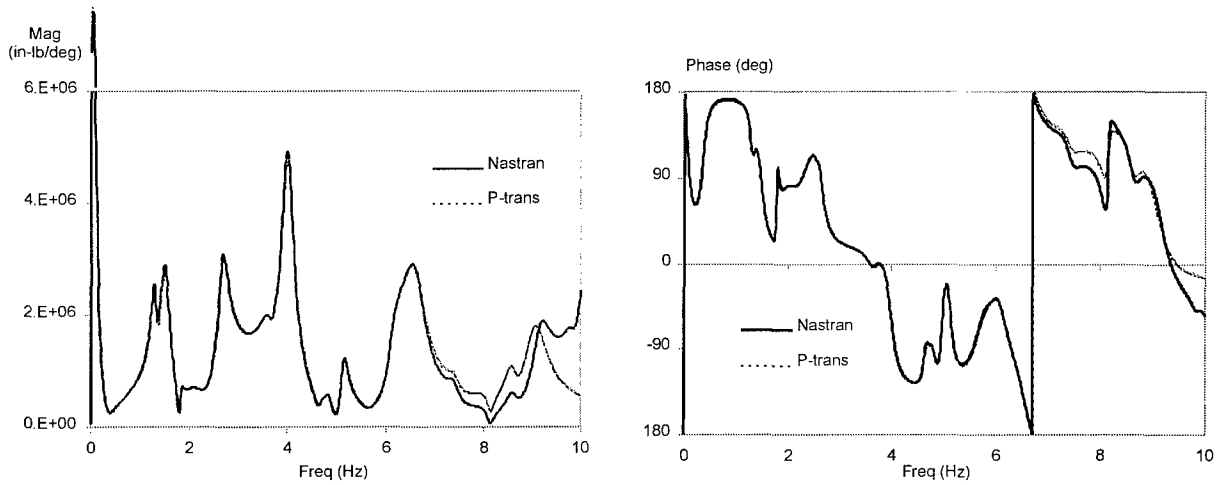 Mag
(in-lb/deg)
6.E+06
4.E+06
2.E+06
0.E+00
Nastran
P-trans
0 2 4 6 8 10
Freq (Hz)
Phase (deg)
180
90
0
-90
180
Nastran
P-trans
0 2 4 6 8 10
Freq (Hz)